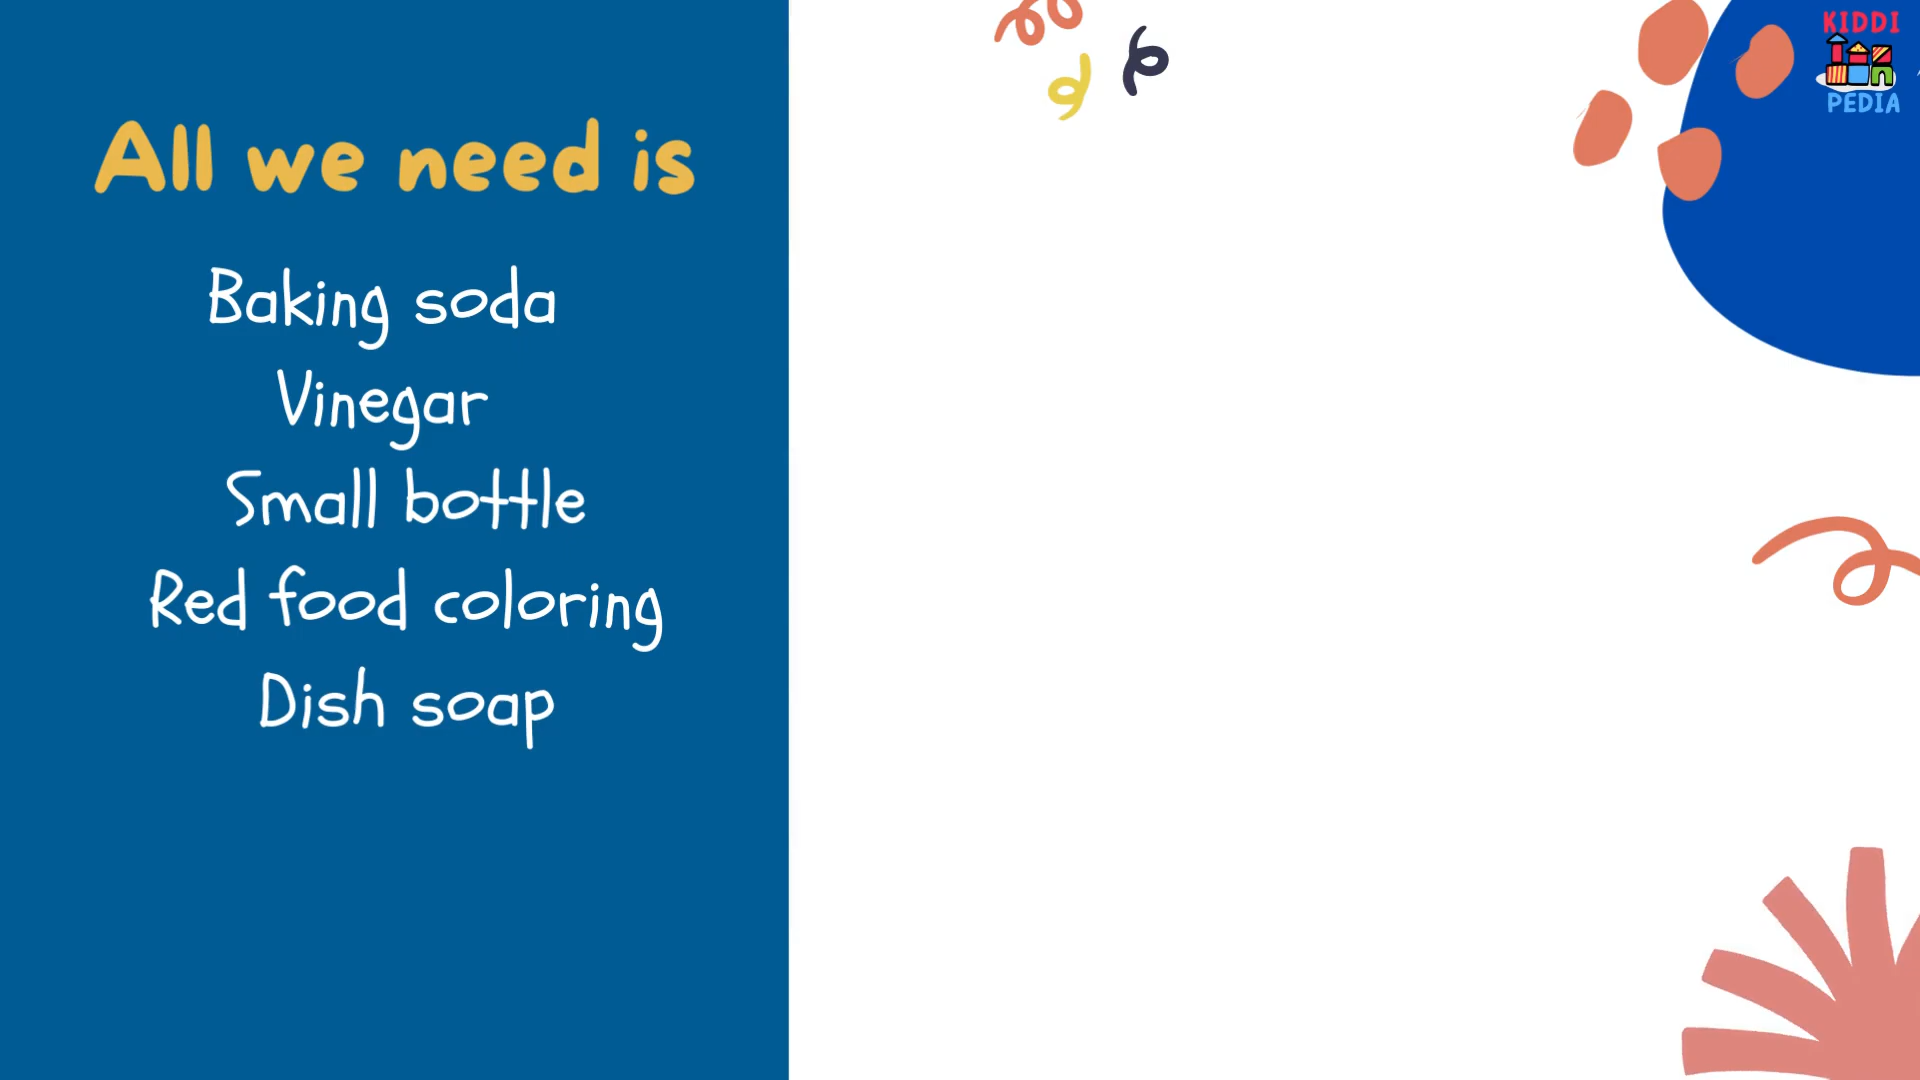 All we need is
Baking soda
Vinegar
Small bottle
Red food coloring
Dish soap
KIDDI
PEDIA